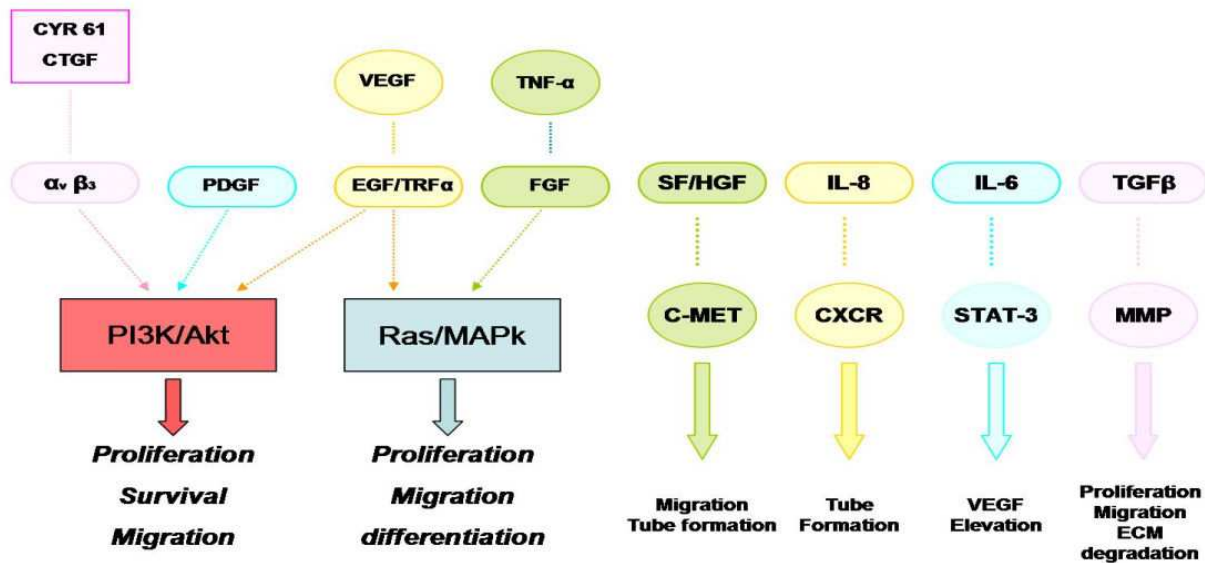 CYR 61
CTGF
VEGF
TNF-α
αᵥ β₃
PDGF
EGF/TRFα
FGF
SF/HGF
IL-8
IL-6
TGFβ
PI3K/Akt
Ras/MAPk
C-MET
CXCR
STAT-3
MMP
Proliferation
Survival
Migration
Proliferation
Migration
differentiation
Migration
Tube formation
Tube
Formation
VEGF
Elevation
Proliferation
Migration
ECM
degradation